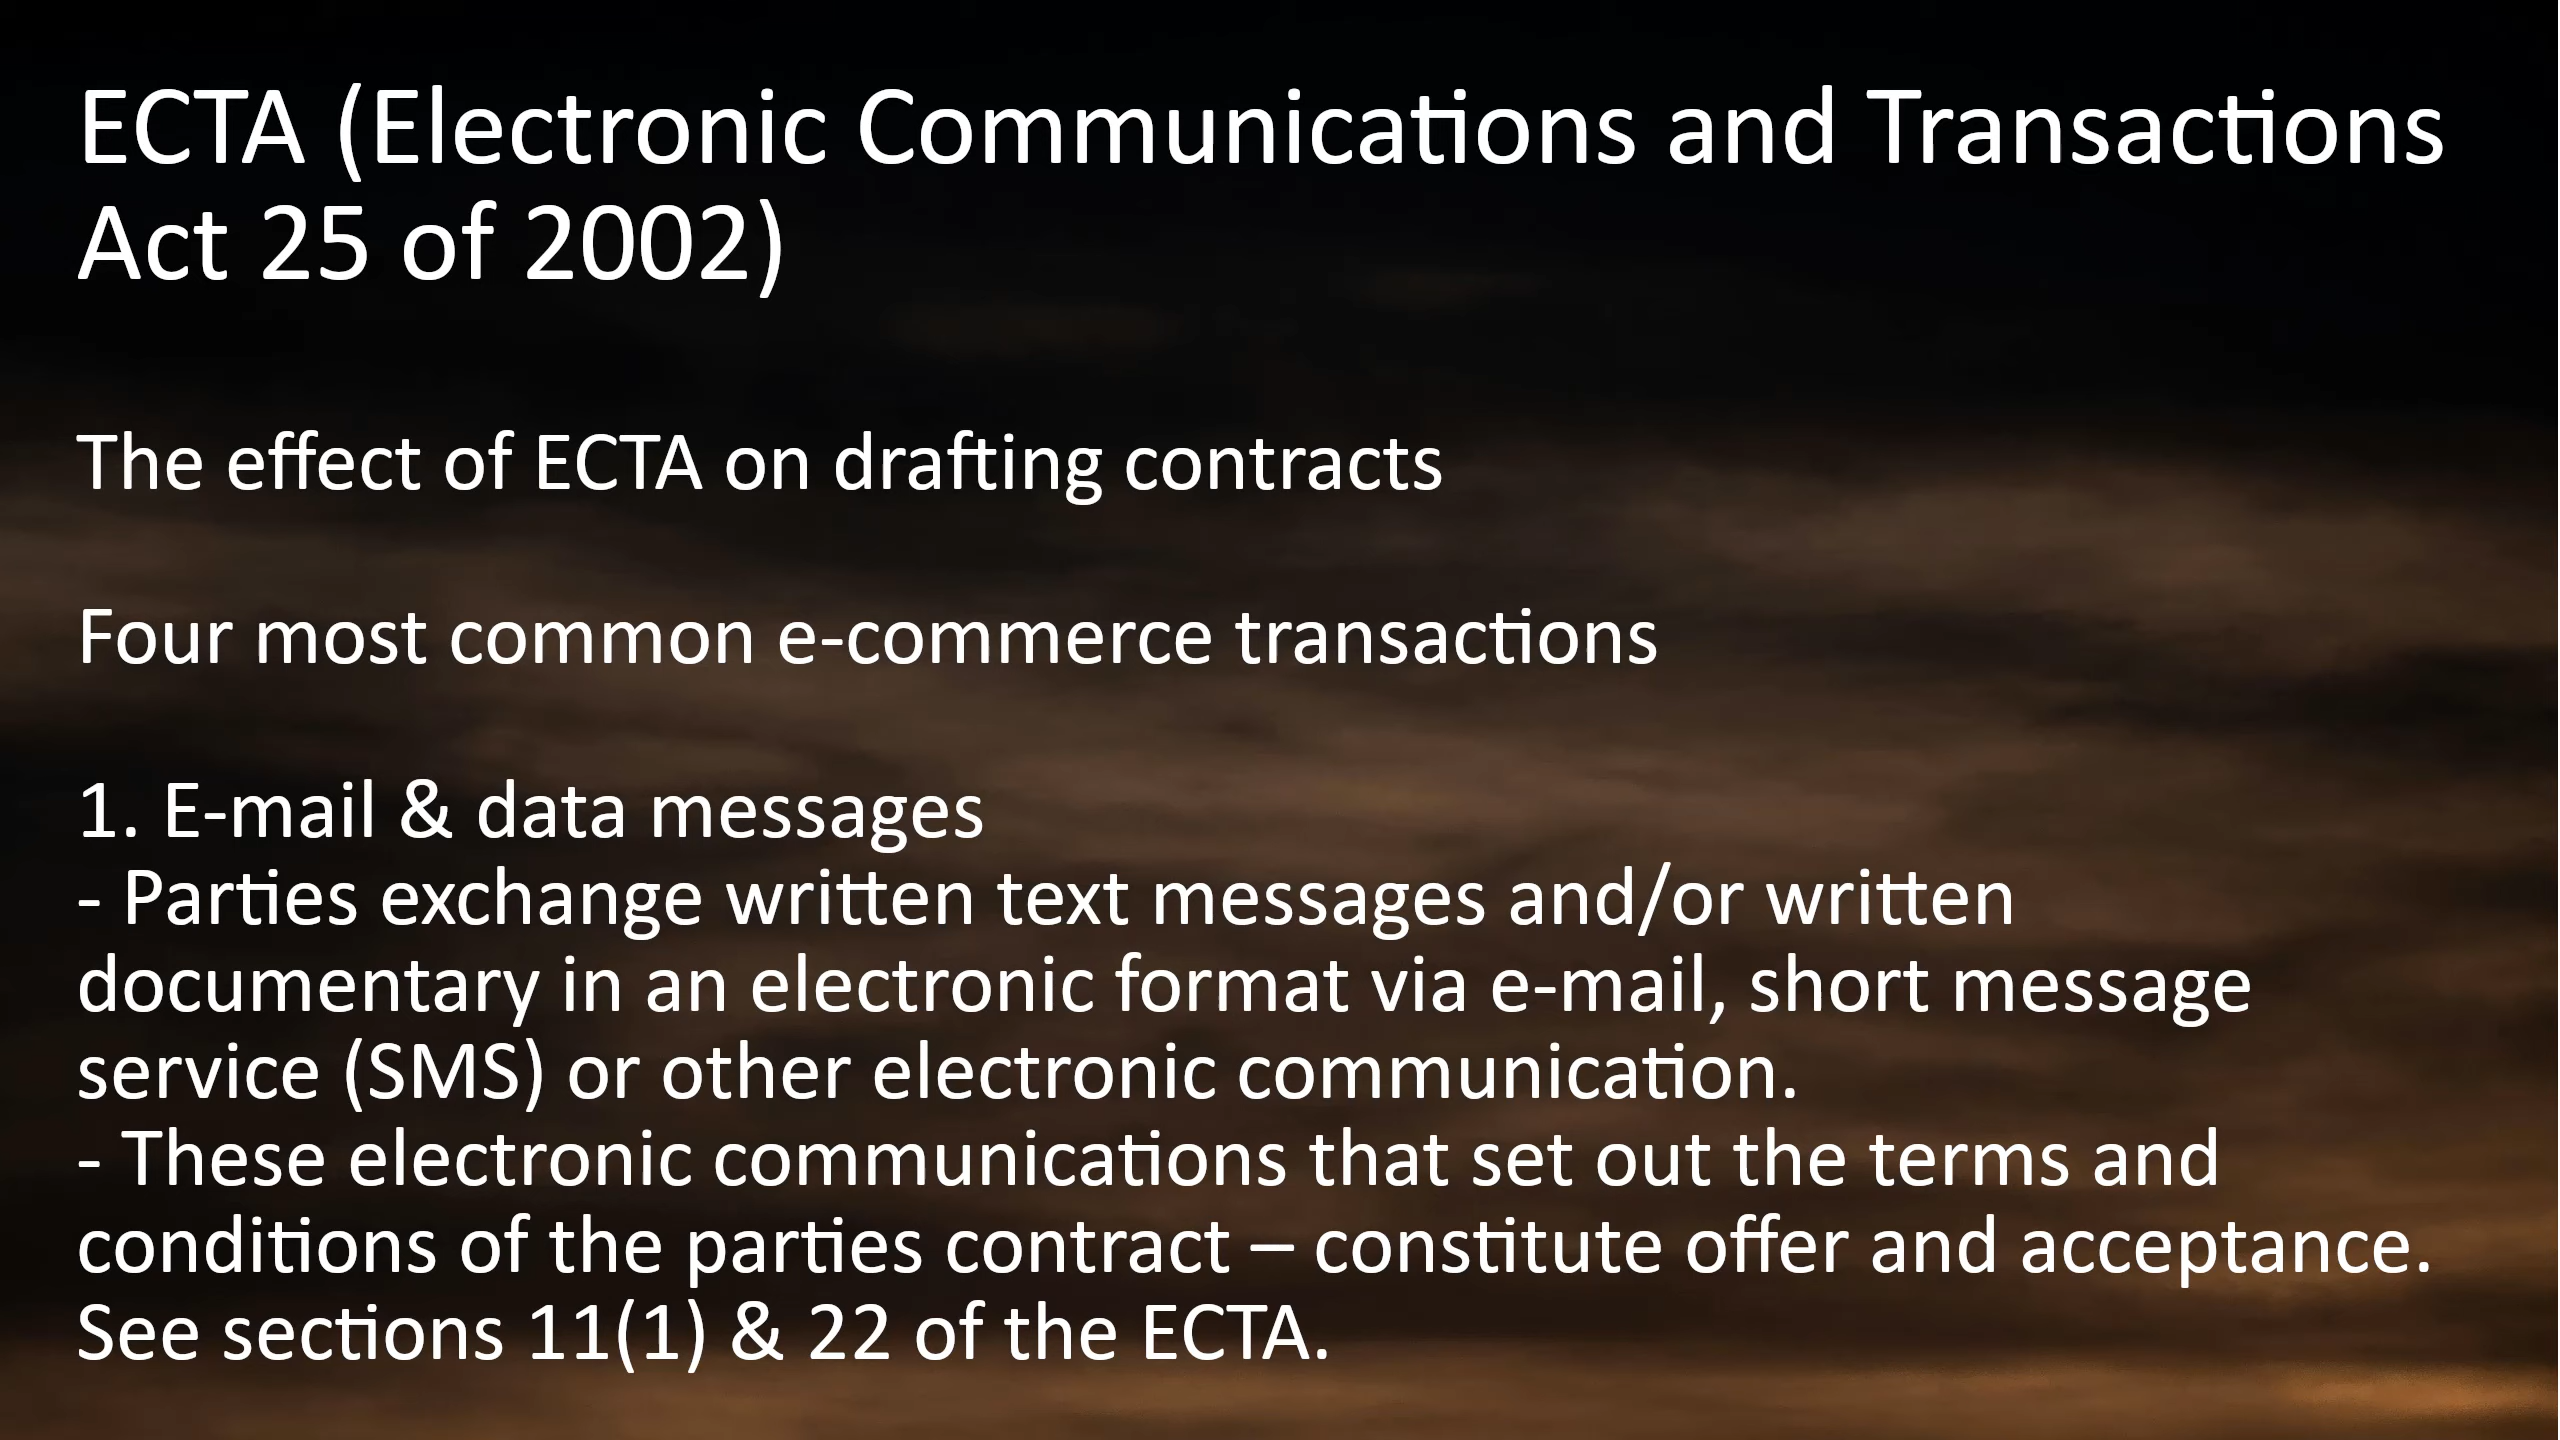 ECTA (Electronic Communications and Transactions
Act 25 of 2002)
The effect of ECTA on drafting contracts
Four most common e-commerce transactions
1. E-mail & data messages
- Parties exchange written text messages and/or written
documentary in an electronic format via e-mail, short message
service (SMS) or other electronic communication.
- These electronic communications that set out the terms and
conditions of the parties contract – constitute offer and acceptance.
See sections 11(1) & 22 of the ECTA.